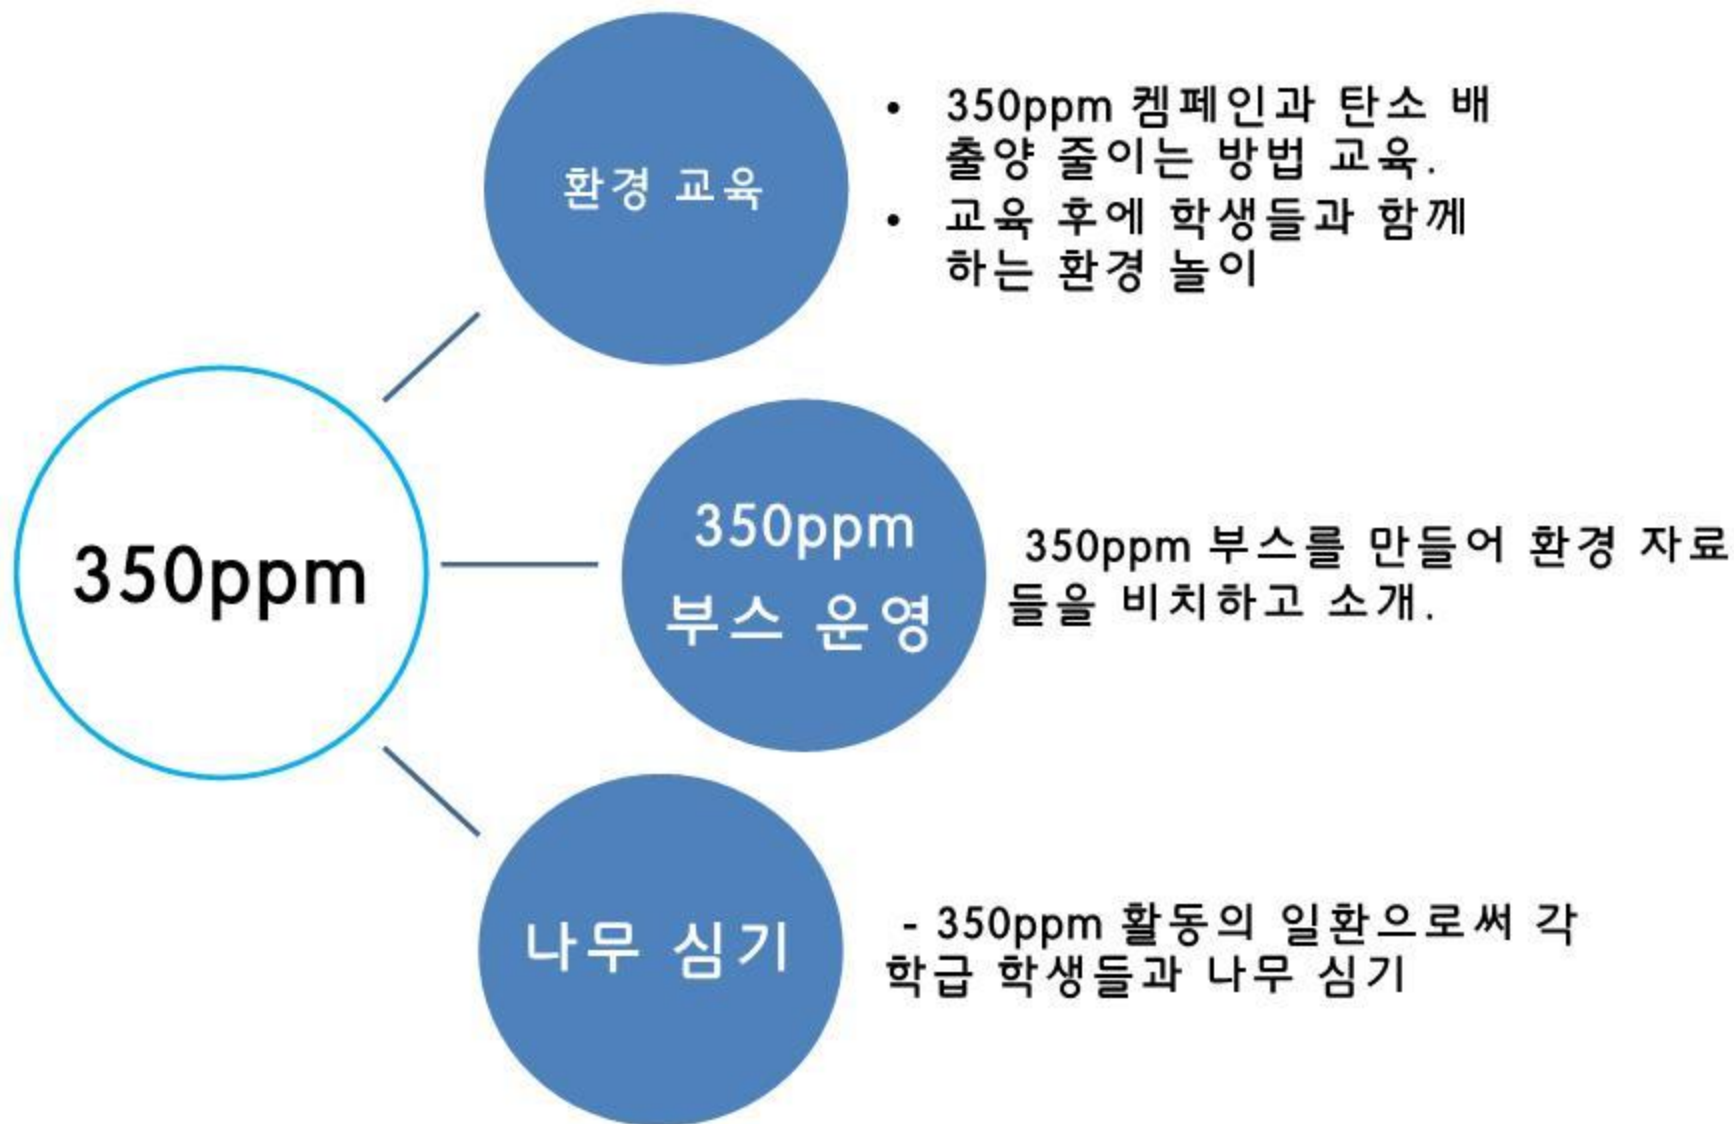 350ppm
환경 교육
• 350ppm 켐페인과 탄소 배
출양 줄이는 방법 교육.
• 교육 후에 학생들과 함께
하는 환경 놀이
350ppm
부스 운영
350ppm 부스를 만들어 환경 자료
들을 비치하고 소개.
나무 심기
- 350ppm 활동의 일환으로써 각
학급 학생들과 나무 심기